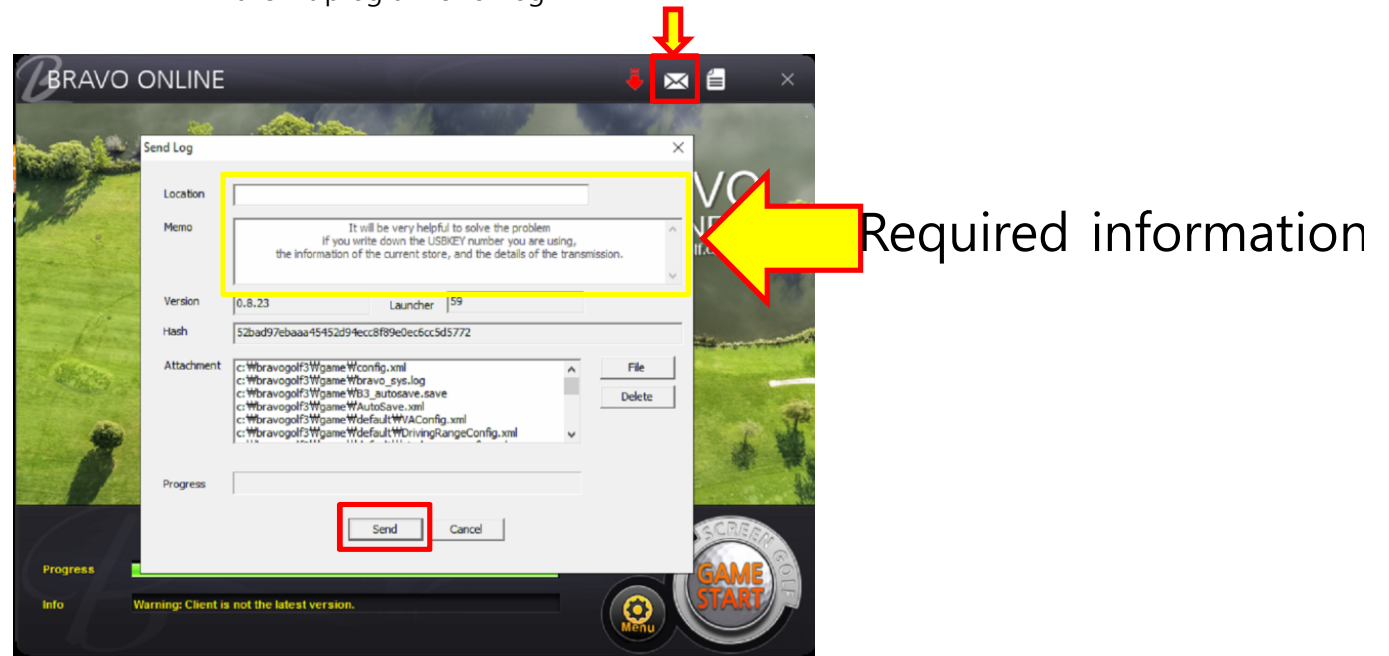 BRAVO ONLINE
Send Log
Location
Memo
It will be very helpful to solve the problem
if you write down the USBKEY number you are using,
the information of the current store, and the details of the transmission.
Required information
Version 0.8.23 Launcher 59
Hash 52bad97ebaaa45452d94ecc8f89e0ec6cc5d5772
Attachment
c:₩bravogolf3₩game₩config.xml
c:₩bravogolf3₩game₩bravo_sys.log
c:₩bravogolf3₩game₩B3_autosave.save
c:₩bravogolf3₩game₩AutoSave.xml
c:₩bravogolf3₩game₩default₩VAConfig.xml
c:₩bravogolf3₩game₩default₩DrivingRangeConfig.xml
File
Delete
Progress
Send Cancel
Progress
Info Warning: Client is not the latest version.
Menu
SCREEN GOLF
GAME
START